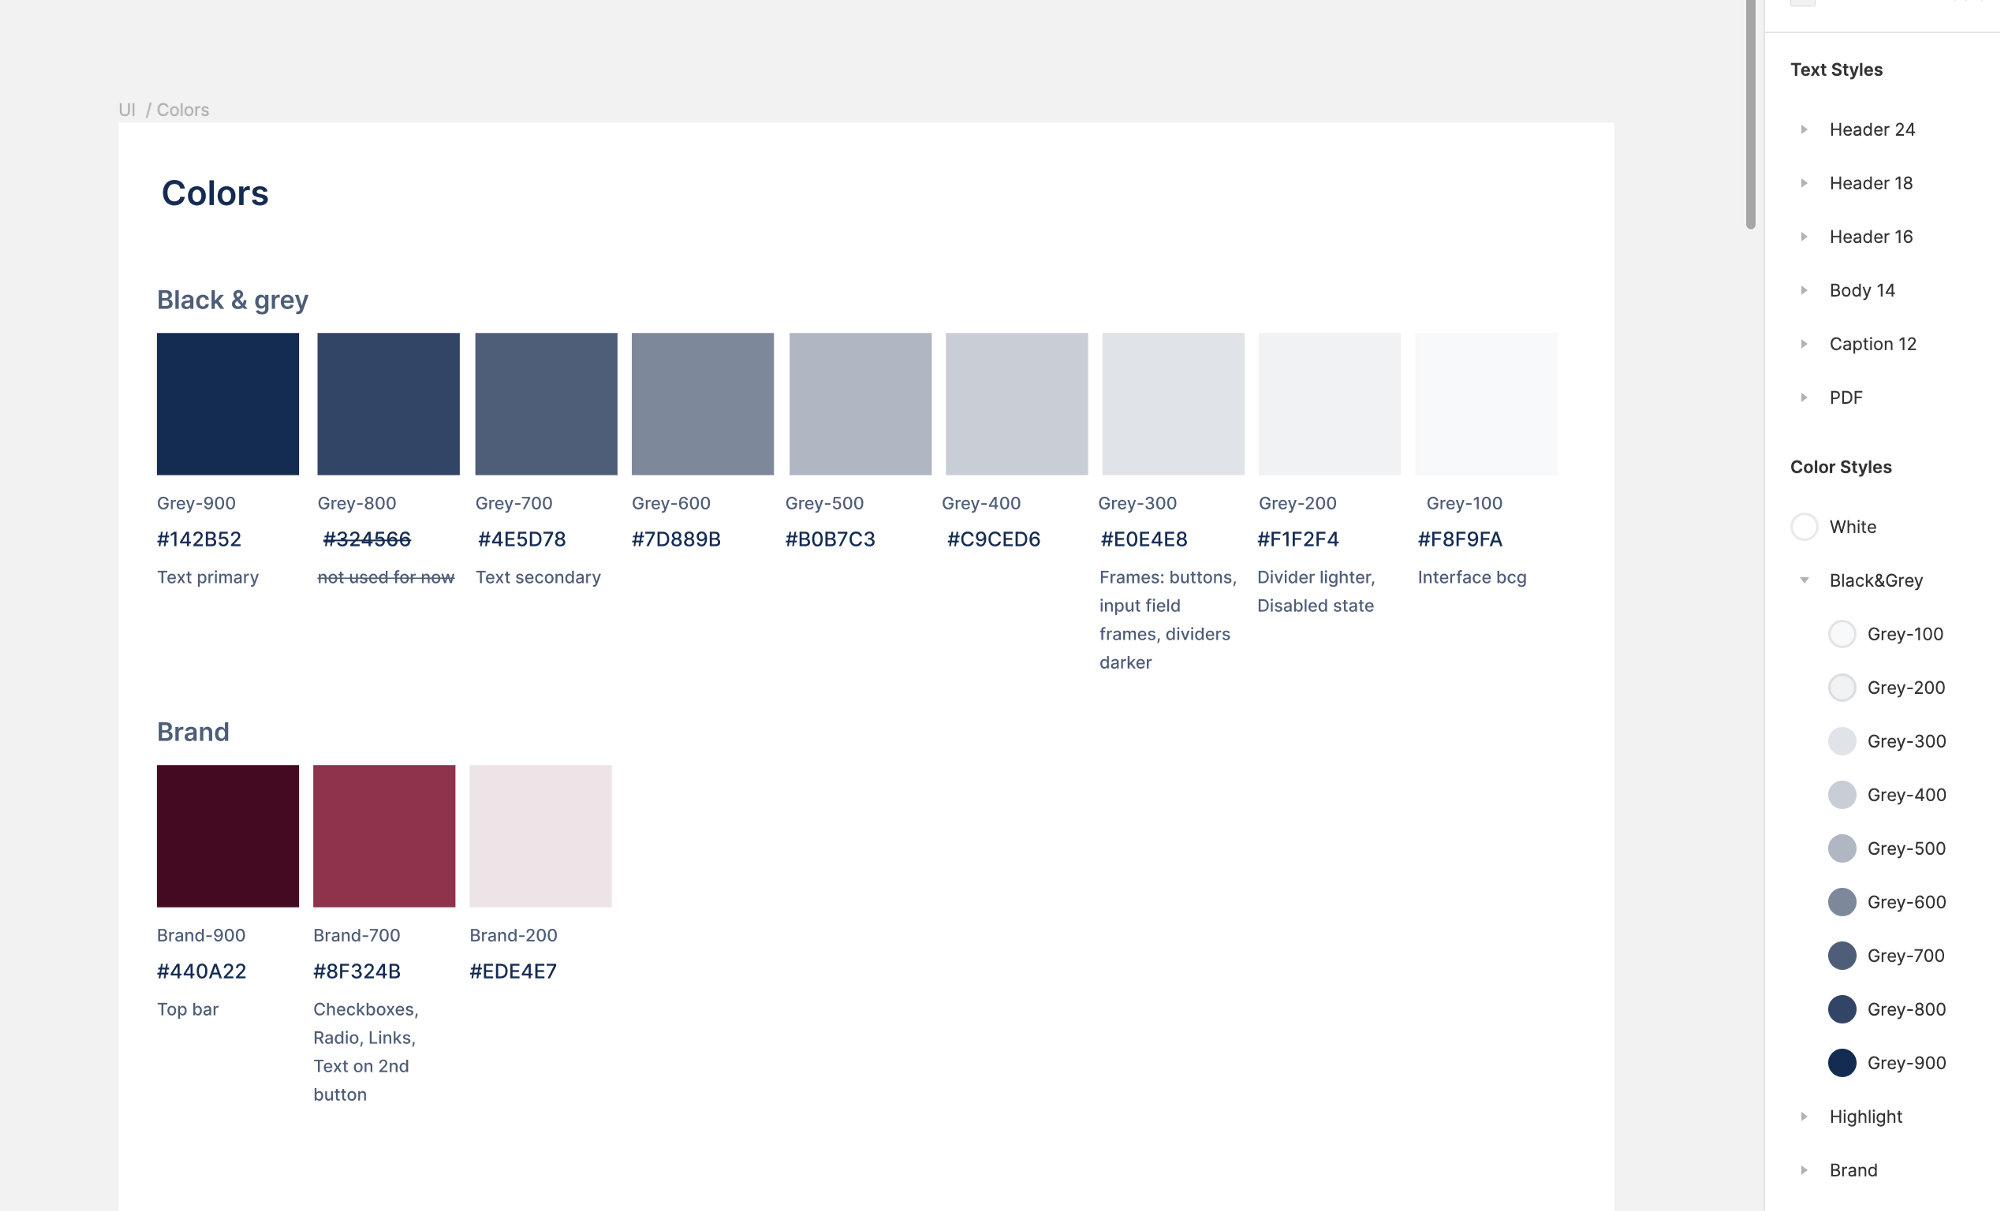 UI / Colors
Colors
Black & grey
Grey-900
Grey-800
Grey-700
Grey-600
Grey-500
Grey-400
Grey-300
Grey-200
Grey-100
#142B52
#324566
#4E5D78
#7D889B
#B0B7C3
#C9CED6
#E0E4E8
#F1F2F4
#F8F9FA
Text primary
not used for now
Text secondary
Frames: buttons,
input field
frames, dividers
darker
Divider lighter,
Disabled state
Interface bcg
Brand
Brand-900
Brand-700
Brand-200
#440A22
#8F324B
#EDE4E7
Top bar
Checkboxes,
Radio, Links,
Text on 2nd
button
Text Styles
Header 24
Header 18
Header 16
Body 14
Caption 12
PDF
Color Styles
White
Black&Grey
Grey-100
Grey-200
Grey-300
Grey-400
Grey-500
Grey-600
Grey-700
Grey-800
Grey-900
Highlight
Brand